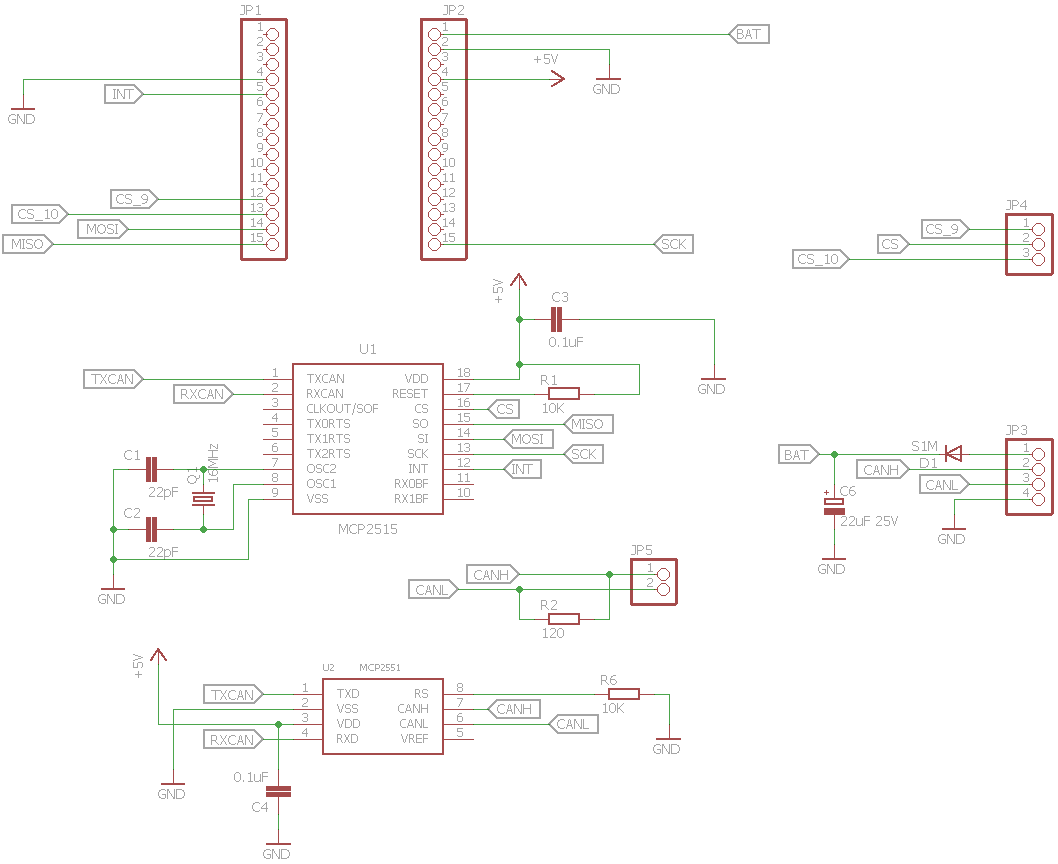 JP1
1
2
3
4
5
6
7
8
9
10
11
12
13
14
15
GND
INT
CS_9
CS_10
MOSI
MISO
JP2
1
2
3
4
5
6
7
8
9
10
11
12
13
14
15
BAT
+5V
GND
SCK
JP4
CS_9 1
CS 2
CS_10 3
+5V
C3
0.1uF
GND
U1
TXCAN 1 TXCAN VDD 18
RXCAN 2 RXCAN RESET 17
3 CLKOUT/SOF CS 16 CS
4 TX0RTS SO 15 MISO
5 TX1RTS SI 14 MOSI
6 TX2RTS SCK 13 SCK
7 OSC2 INT 12 INT
8 OSC1 RX0BF 11
9 VSS RX1BF 10
MCP2515
R1
10K
C1
22pF
Q1
16MHz
C2
22pF
GND
JP3
BAT S1M 1
D1
CANH 2
CANL 3
4
GND
+
C6
22uF 25V
GND
JP5
CANH 1
CANL 2
R2
120
+5V
U2 MCP2551
TXCAN 1 TXD RS 8
2 VSS CANH 7 CANH
3 VDD CANL 6 CANL
RXCAN 4 RXD VREF 5
R6
10K
GND
GND
0.1uF
C4
GND